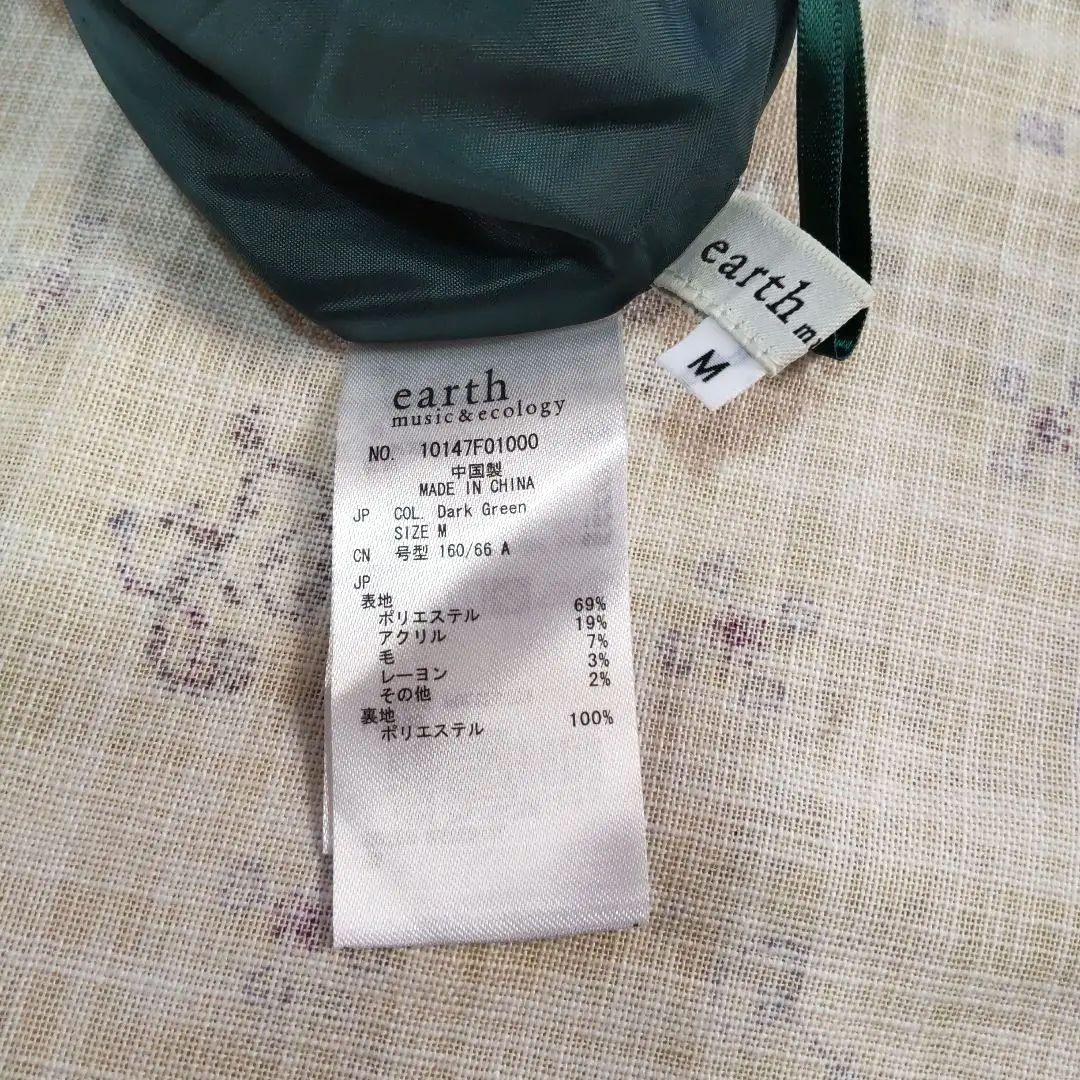 earth
M
earth
music&ecology
NO. 10147F01000
中国製
MADE IN CHINA
JP COL. Dark Green
SIZE M
CN 号型 160/66 A
JP
表地
ポリエステル 69%
アクリル 19%
毛 7%
レーヨン 3%
その他 2%
裏地
ポリエステル 100%